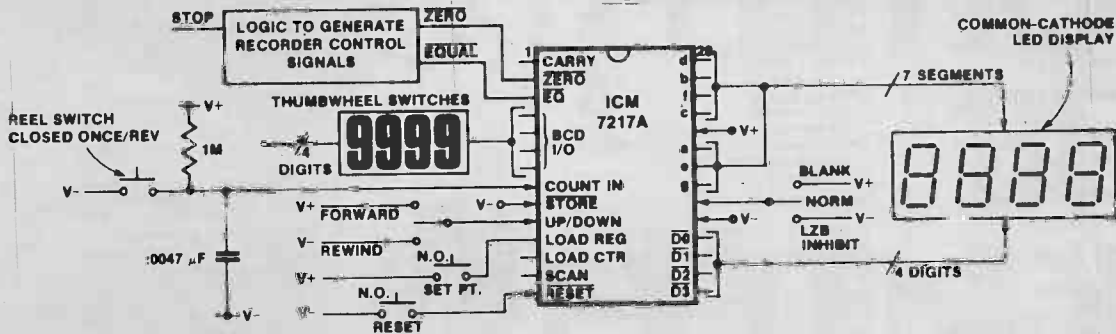 STOP
LOGIC TO GENERATE
RECORDER CONTROL
SIGNALS
ZERO
EQUAL
COMMON-CATHODE
LED DISPLAY
REEL SWITCH
CLOSED ONCE/REV
V+
1M
V-
.0047 µF
V-
THUMBWHEEL SWITCHES
9999
4
DIGITS
V+
FORWARD
V-
REWIND
V-
N.O.
V+
SET PT.
N.O.
V-
RESET
1
28
CARRY
ZERO
EQ
BCD
I/O
COUNT IN
STORE
UP/DOWN
LOAD REG
LOAD CTR
SCAN
RESET
ICM
7217A
d
b
f
c
a
e
g
D0
D1
D2
D3
V+
V-
7 SEGMENTS
BLANK
V+
NORM
V-
LZB
INHIBIT
8888
4 DIGITS